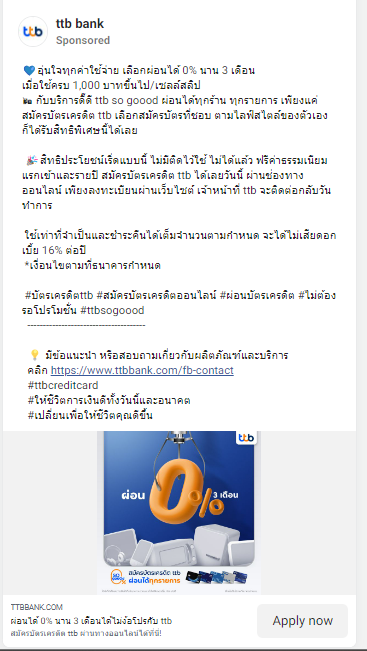 ttb bank
Sponsored
💙อุ่นใจทุกค่าใช้จ่าย เลือกผ่อนได้ 0% นาน 3 เดือน
เมื่อใช้ครบ 1,000 บาทขึ้นไป/เซลล์สลิป
🛍 กับบริการดีดี ttb so goood ผ่อนได้ทุกร้าน ทุกรายการ เพียงแค่
สมัครบัตรเครดิต ttb เลือกสมัครบัตรที่ชอบ ตามไลฟ์สไตล์ของตัวเอง
ก็ได้รับสิทธิพิเศษนี้ได้เลย
🎉สิทธิประโยชน์เริ่ดแบบนี้ ไม่มีติดไว้ใช้ ไม่ได้แล้ว ฟรีค่าธรรมเนียม
แรกเข้าและรายปี สมัครบัตรเครดิต ttb ได้เลยวันนี้ ผ่านช่องทาง
ออนไลน์ เพียงลงทะเบียนผ่านเว็บไซต์ เจ้าหน้าที่ ttb จะติดต่อกลับวัน
ทำการ
ใช้เท่าที่จำเป็นและชำระคืนได้เต็มจำนวนตามกำหนด จะได้ไม่เสียดอก
เบี้ย 16% ต่อปี
*เงื่อนไขตามที่ธนาคารกำหนด
#บัตรเครดิตttb #สมัครบัตรเครดิตออนไลน์ #ผ่อนบัตรเครดิต #ไม่ต้อง
รอโปรโมชั่น #ttbsogoood
------------------------------------
💡 มีข้อแนะนำ หรือสอบถามเกี่ยวกับผลิตภัณฑ์และบริการ
คลิก https://www.ttbbank.com/fb-contact
#ttbcreditcard
#ให้ชีวิตการเงินดีทั้งวันนี้และอนาคต
#เปลี่ยนเพื่อให้ชีวิตคุณดีขึ้น
ttb
ผ่อน 0% 3 เดือน
สมัครบัตรเครดิต ttb
ผ่อนได้ทุกรายการ
TTBBANK.COM
ผ่อนได้ 0% นาน 3 เดือนได้ไม่ง้อโปรกับ ttb
สมัครบัตรเครดิต ttb ผ่านทางออนไลน์ได้ที่นี่!
Apply now